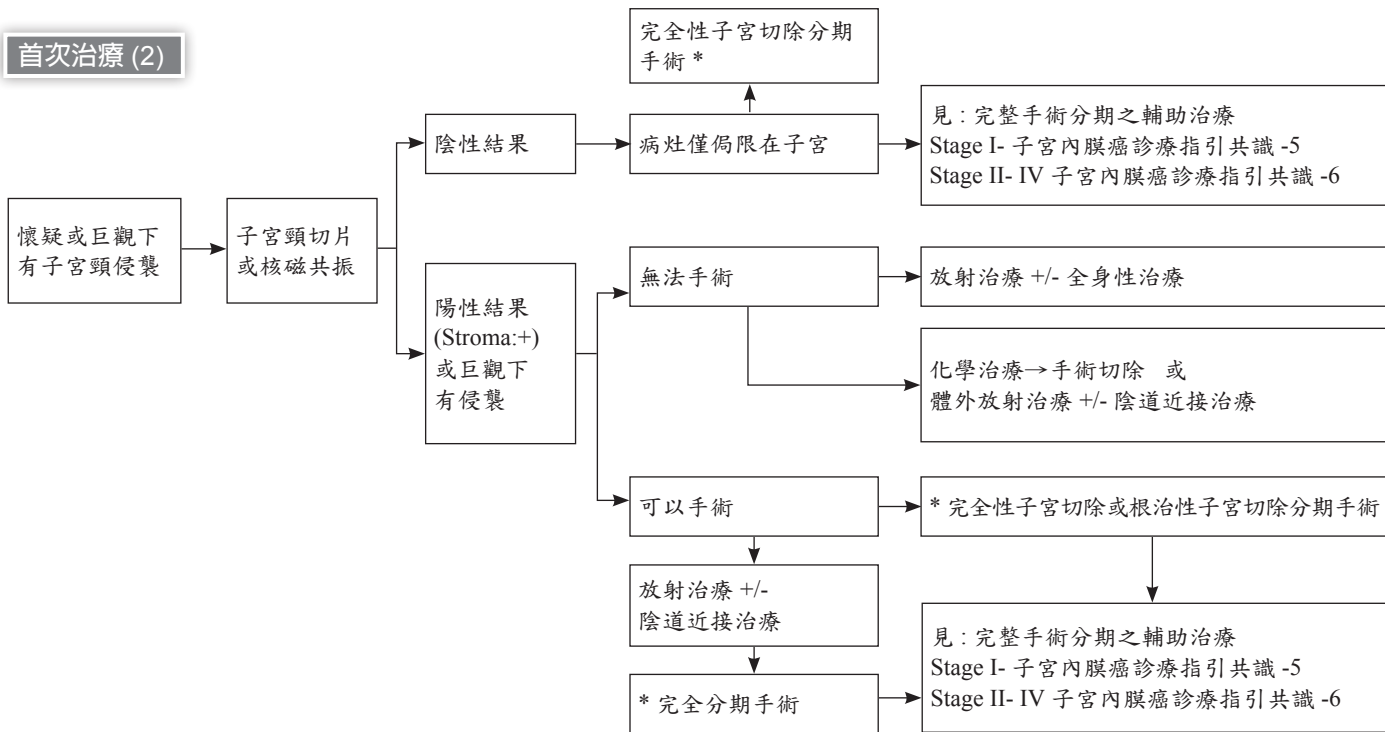 首次治療 (2)
完全性子宮切除分期
手術 *
陰性結果
病灶僅侷限在子宮
見 : 完整手術分期之輔助治療
Stage I- 子宮內膜癌診療指引共識 -5
Stage II- IV 子宮內膜癌診療指引共識 -6
懷疑或巨觀下
有子宮頸侵襲
子宮頸切片
或核磁共振
陽性結果
(Stroma:+)
或巨觀下
有侵襲
無法手術
放射治療 +/- 全身性治療
化學治療→手術切除 或
體外放射治療 +/- 陰道近接治療
可以手術
* 完全性子宮切除或根治性子宮切除分期手術
放射治療 +/-
陰道近接治療
* 完全分期手術
見 : 完整手術分期之輔助治療
Stage I- 子宮內膜癌診療指引共識 -5
Stage II- IV 子宮內膜癌診療指引共識 -6